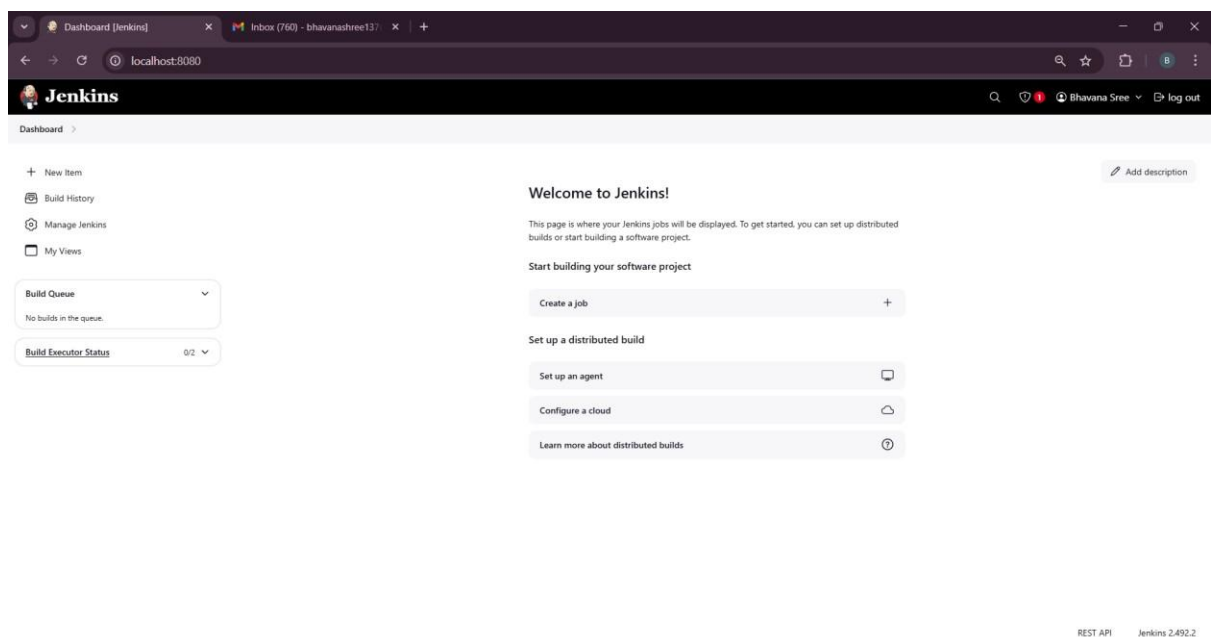 Dashboard [Jenkins]
Inbox (760) - bhavanashree137
localhost:8080
B
Jenkins
1
Bhavana Sree
log out
Dashboard
New Item
Add description
Build History
Welcome to Jenkins!
Manage Jenkins
This page is where your Jenkins jobs will be displayed. To get started, you can set up distributed
builds or start building a software project.
My Views
Start building your software project
Build Queue
No builds in the queue.
Create a job
Set up a distributed build
Build Executor Status
0/2
Set up an agent
Configure a cloud
Learn more about distributed builds
REST API
Jenkins 2.492.2